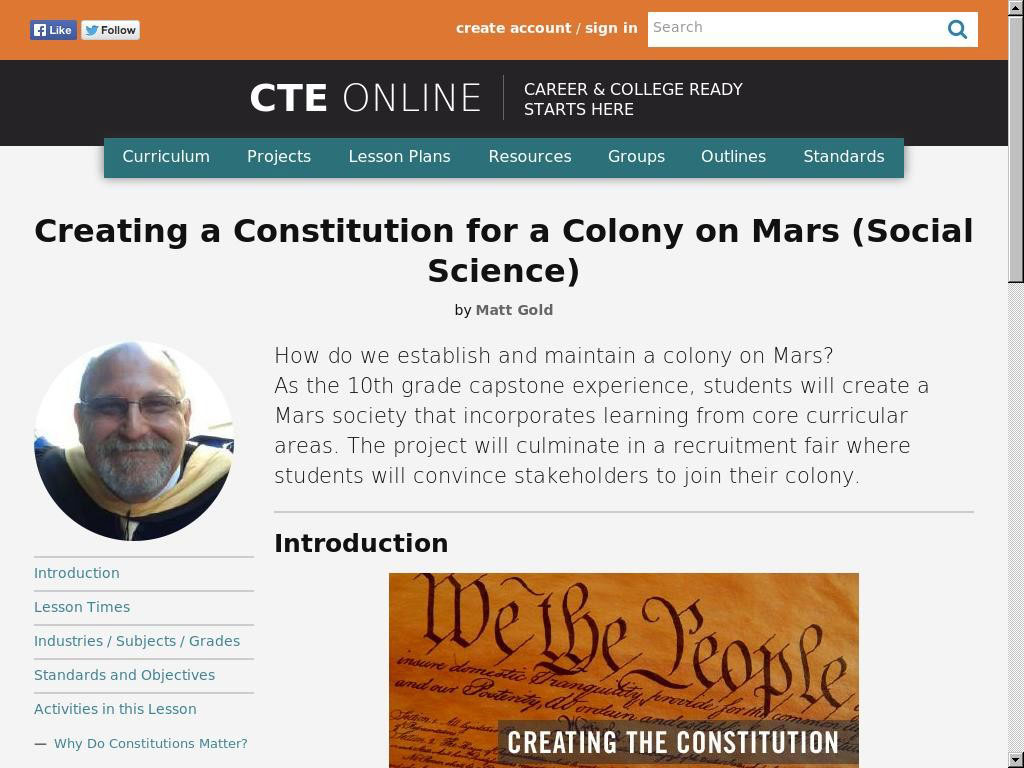 Like
Follow
create account / sign in
Search
CTE ONLINE
CAREER & COLLEGE READY
STARTS HERE
Curriculum Projects Lesson Plans Resources Groups Outlines Standards
Creating a Constitution for a Colony on Mars (Social
Science)
by Matt Gold
How do we establish and maintain a colony on Mars?
As the 10th grade capstone experience, students will create a
Mars society that incorporates learning from core curricular
areas. The project will culminate in a recruitment fair where
students will convince stakeholders to join their colony.
Introduction
Lesson Times
Industries / Subjects / Grades
Standards and Objectives
Activities in this Lesson
— Why Do Constitutions Matter?
Introduction
We the People
insure domestic Tranquility, provide for the common
and our Posterity, do ordain and
CREATING THE CONSTITUTION